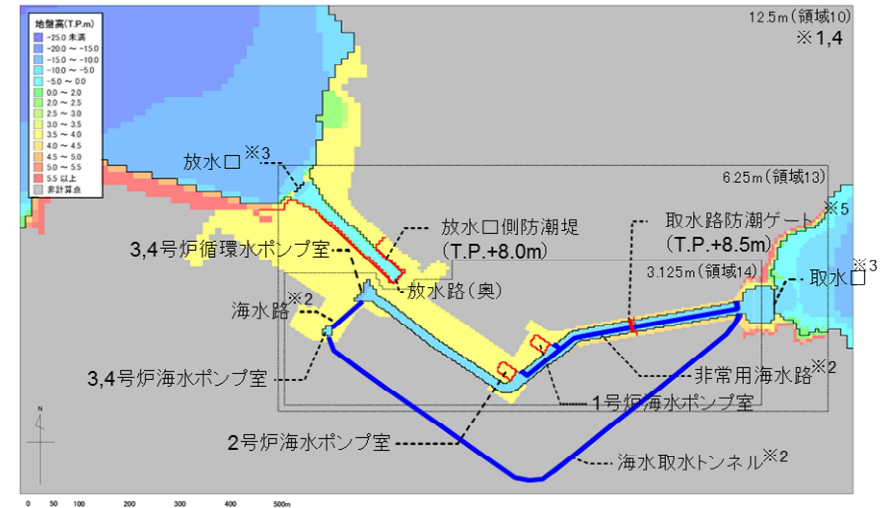 地盤高(T.P.m)
-25.0 未満
-20.0 ～ -15.0
-15.0 ～ -10.0
-10.0 ～ -5.0
-5.0 ～ 0.0
0.0 ～ 2.0
2.0 ～ 2.5
2.5 ～ 3.0
3.0 ～ 3.5
3.5 ～ 4.0
4.0 ～ 4.5
4.5 ～ 5.0
5.0 ～ 5.5
5.5 以上
非計算点
12.5m(領域10)
※1,4
放水口※3
6.25m(領域13)
放水口側防潮堤
(T.P.+8.0m)
取水路防潮ゲート※5
(T.P.+8.5m)
3,4号炉循環水ポンプ室
3.125m(領域14)
取水口※3
放水路(奥)
海水路※2
3,4号炉海水ポンプ室
非常用海水路※2
1号炉海水ポンプ室
2号炉海水ポンプ室
海水取水トンネル※2
N
0 50 100 200 300 400 500m